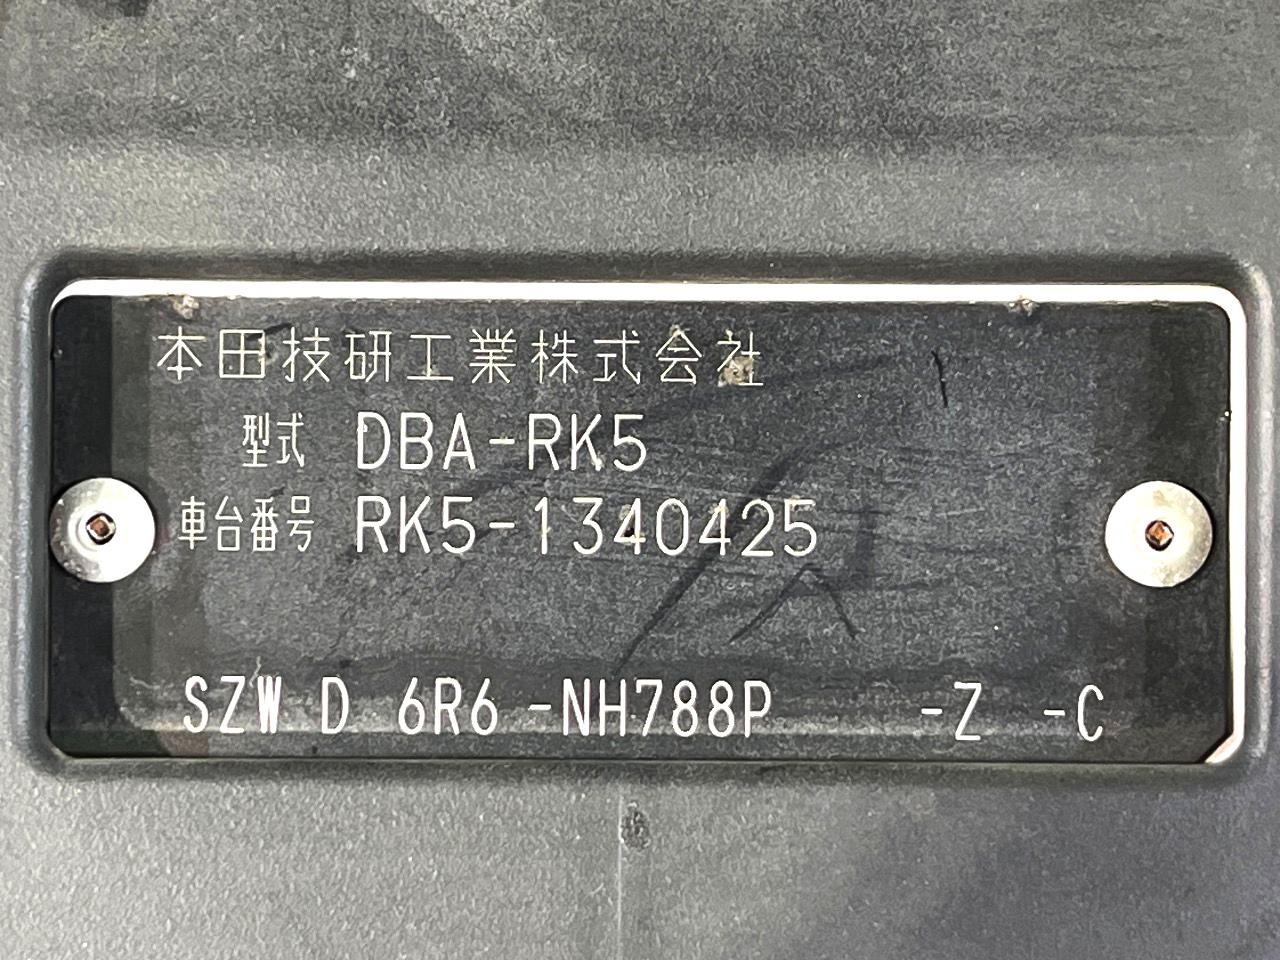 本田技研工業株式会社
型式 DBA-RK5
車台番号 RK5-1340425
SZW D 6R6 -NH788P -Z -C